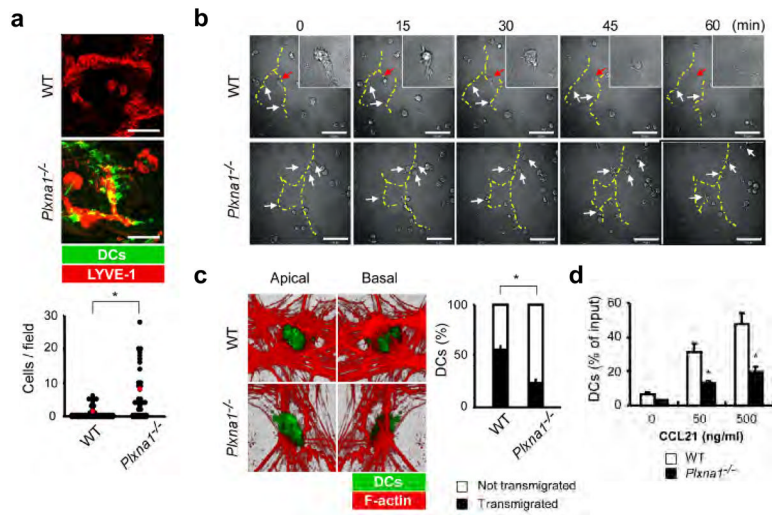 a
WT
Plxna1-/-
DCs
LYVE-1
Cells / field
30
20
10
0
*
WT
Plxna1-/-
b
0 15 30 45 60 (min)
WT
Plxna1-/-
c
Apical Basal
WT
Plxna1-/-
DCs
F-actin
DCs (%)
100
50
0
*
WT
Plxna1-/-
Not transmigrated
Transmigrated
d
DCs (% of input)
60
40
20
0
* *
0 50 500
CCL21 (ng/ml)
WT
Plxna1-/-